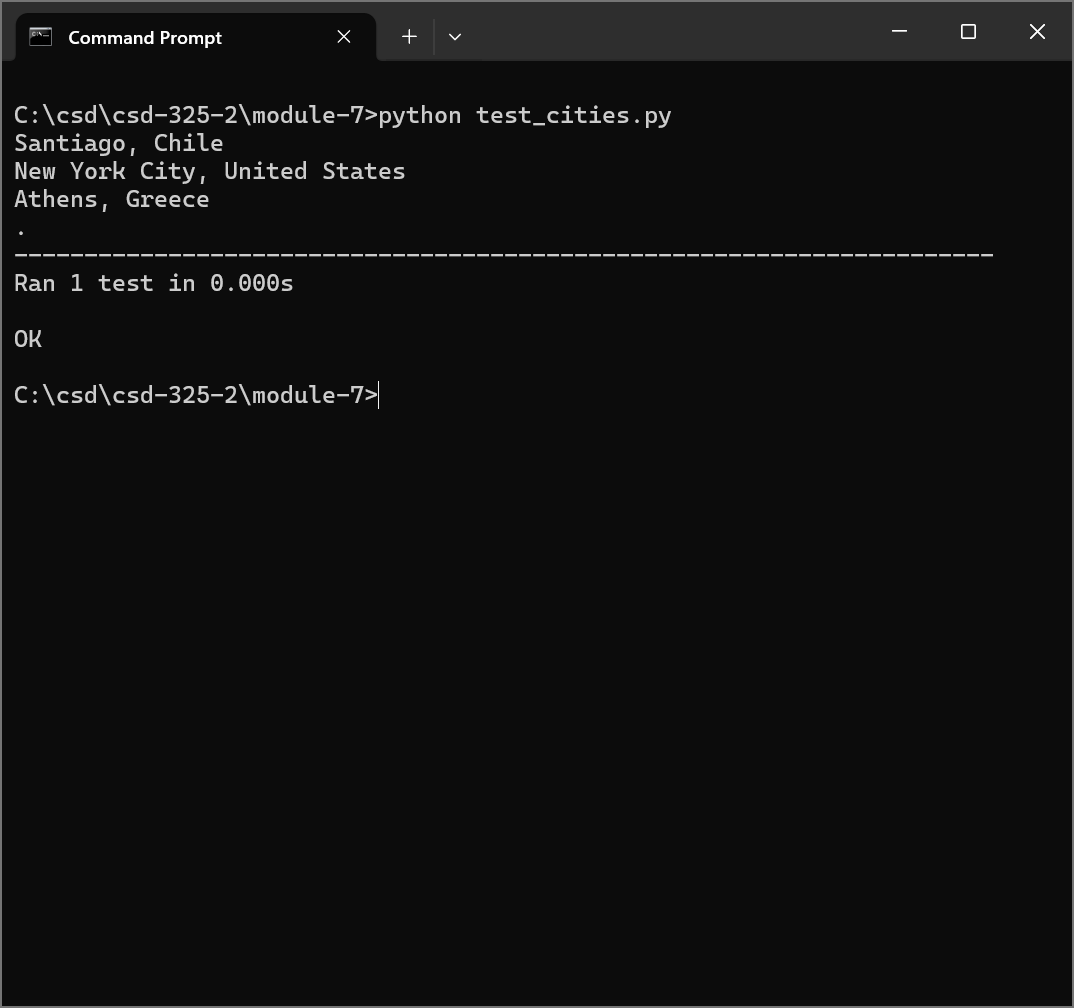 Command Prompt
C:\csd\csd-325-2\module-7>python test_cities.py
Santiago, Chile
New York City, United States
Athens, Greece
.
----------------------------------------------------------------------
Ran 1 test in 0.000s
OK
C:\csd\csd-325-2\module-7>